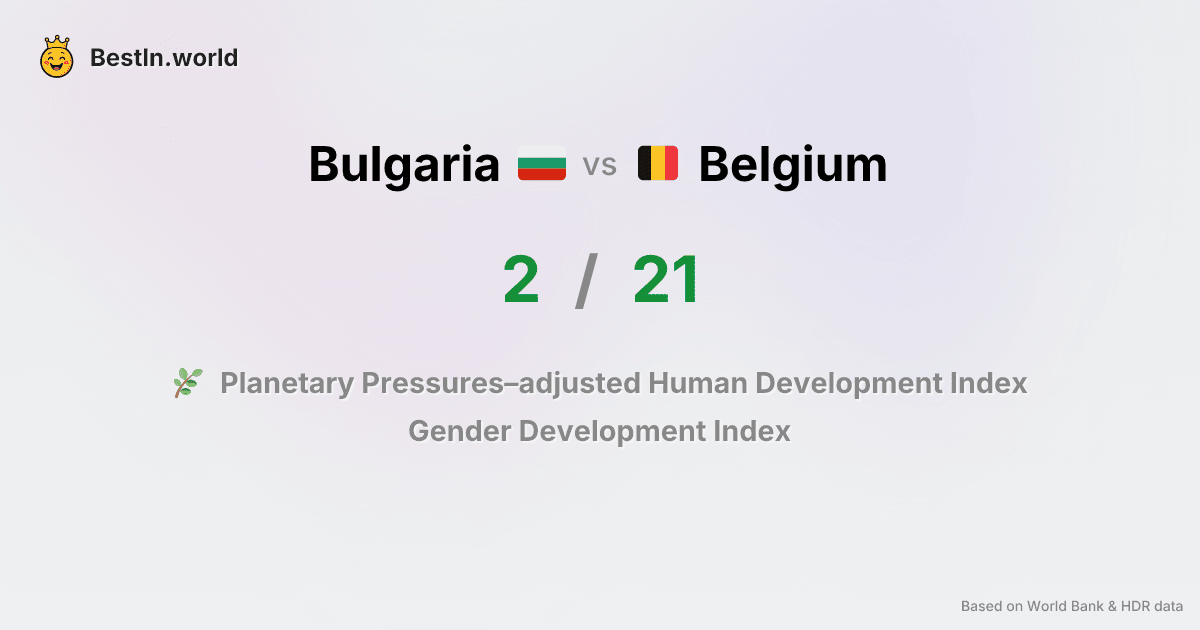 BestIn.world
Bulgaria vs Belgium
2 / 21
Planetary Pressures–adjusted Human Development Index
Gender Development Index
Based on World Bank & HDR data